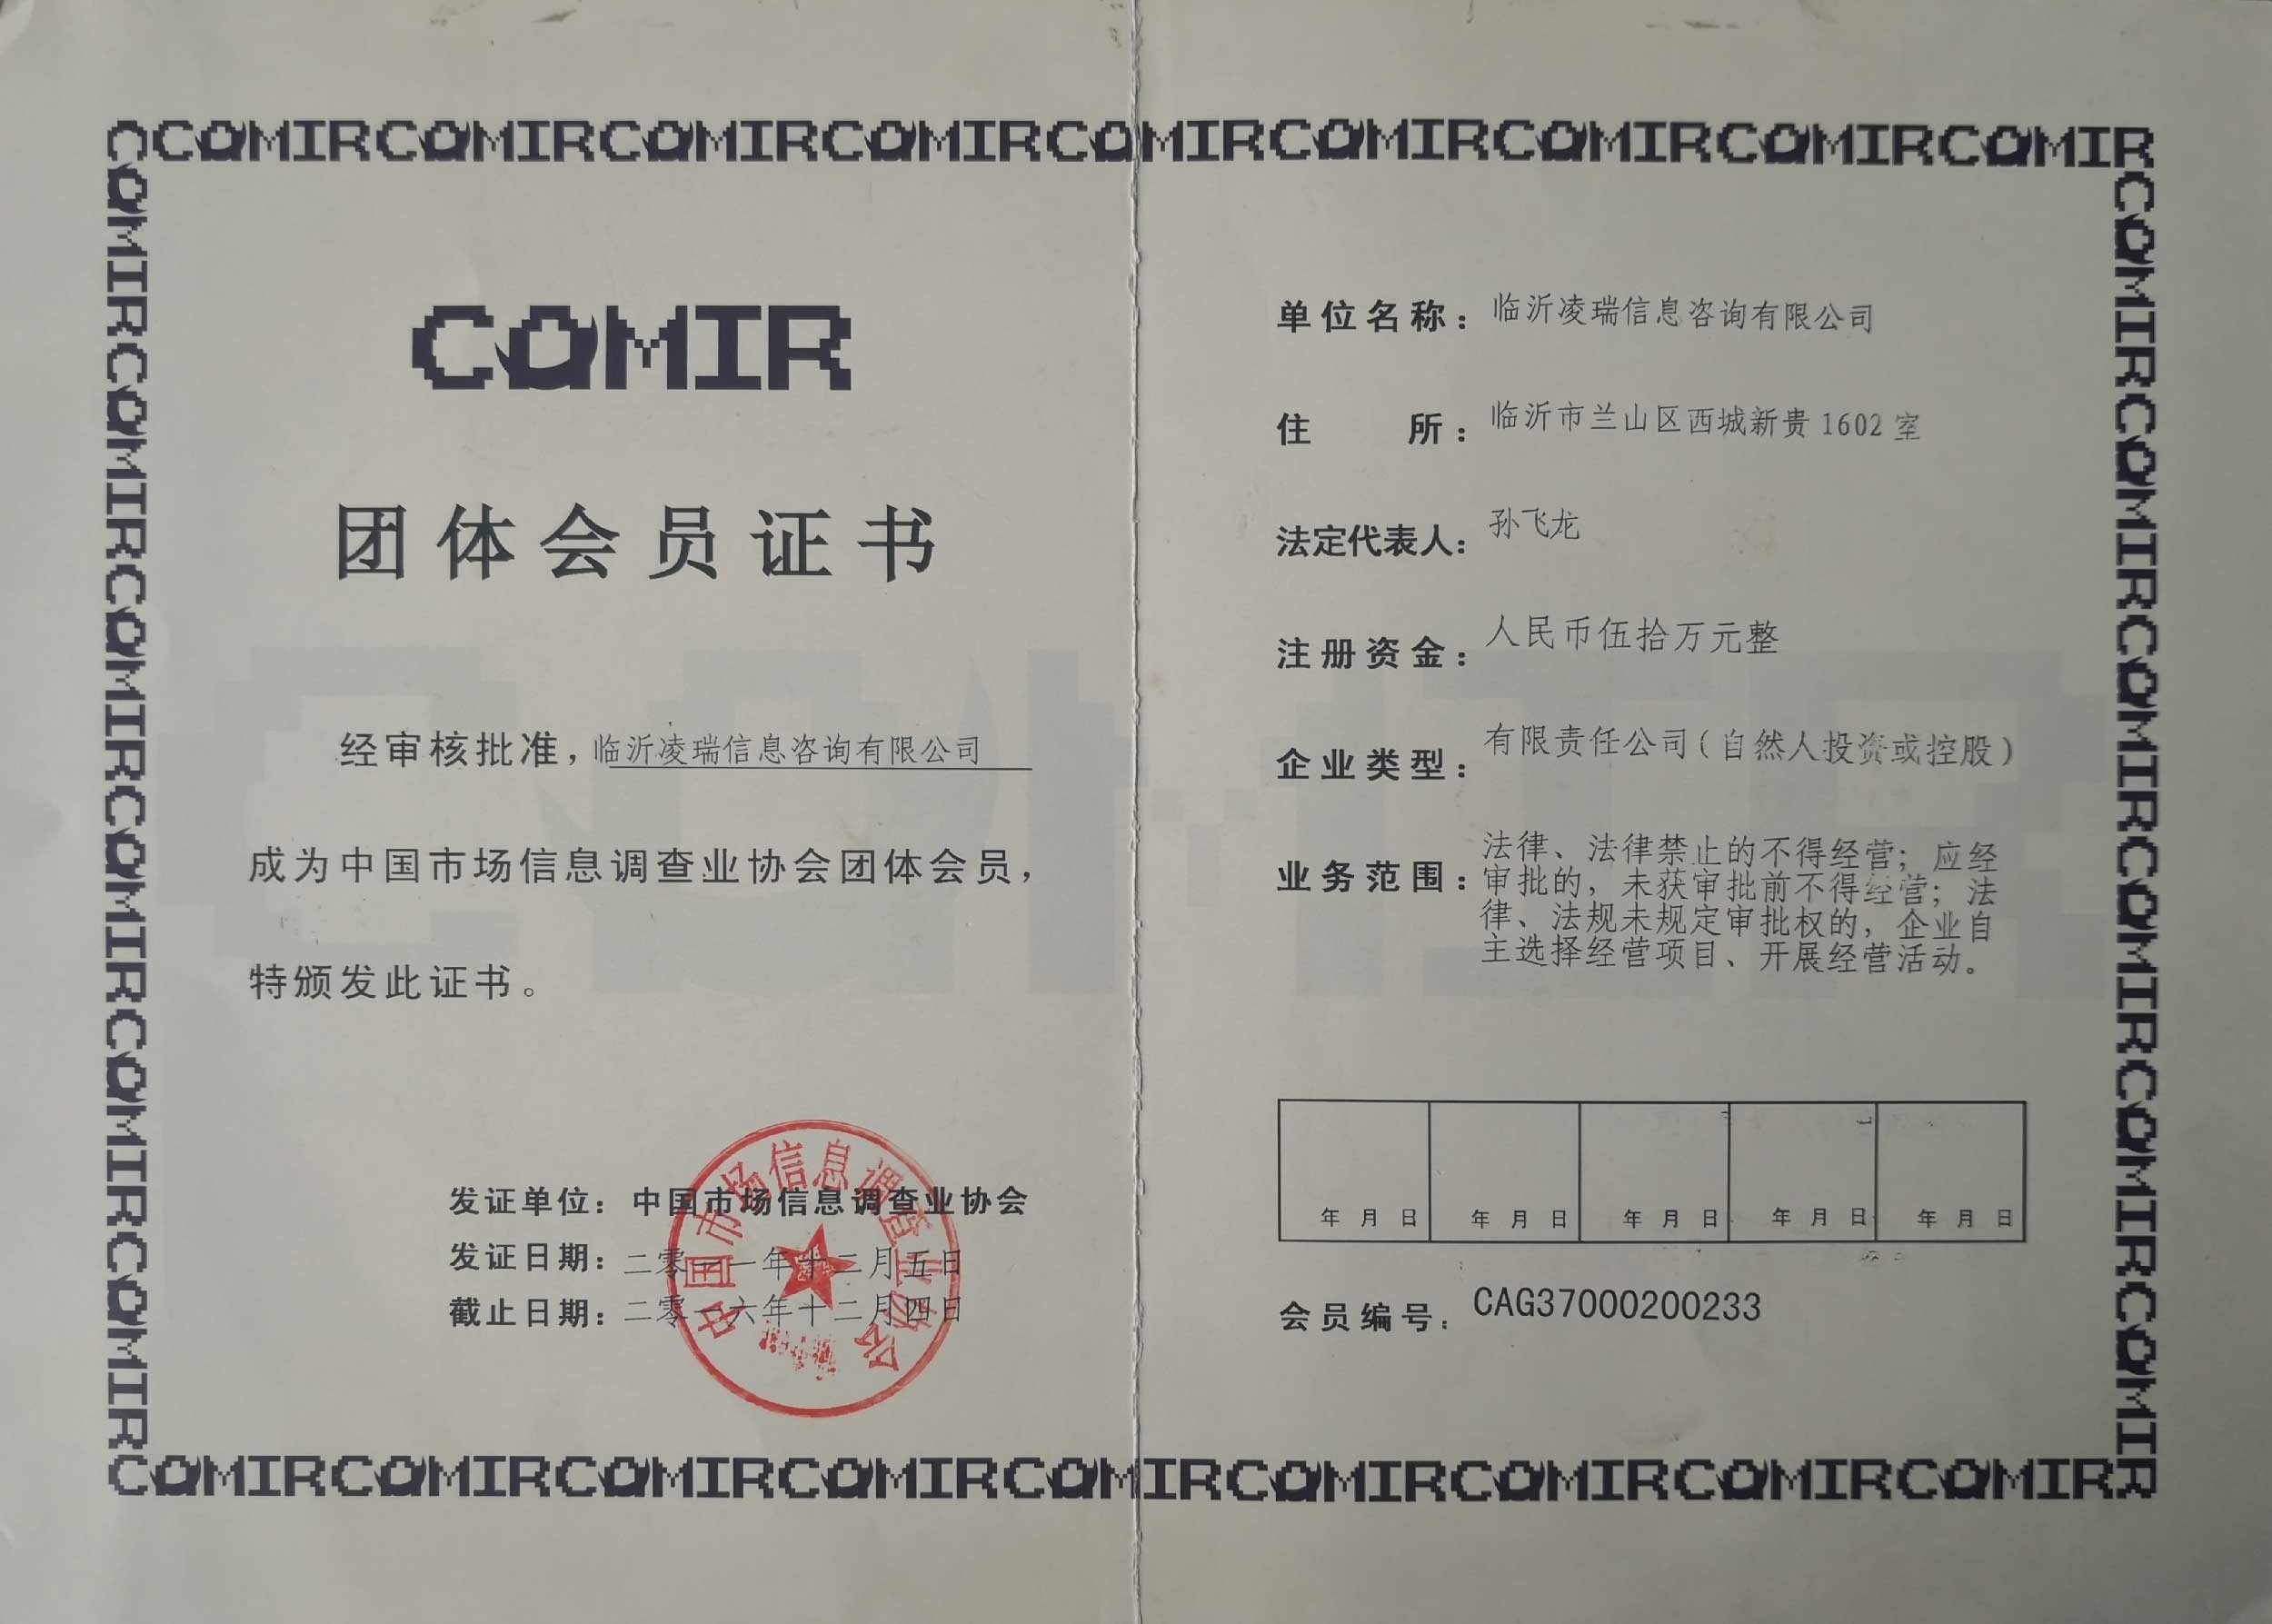 COMIRCOMIRCOMIRCOMIRCOMIRCOMIRCOMIRCOMIRCOMIR
COMIR
团体会员证书
经审核批准，临沂凌瑞信息咨询有限公司
成为中国市场信息调查业协会团体会员，
特颁发此证书。
发证单位：中国市场信息调查业协会
发证日期：二零一一年十二月五日
截止日期：二零一六年十二月四日
中国市场信息调查业协会
单位名称：临沂凌瑞信息咨询有限公司
住所：临沂市兰山区西城新贵1602室
法定代表人：孙飞龙
注册资金：人民币伍拾万元整
企业类型：有限责任公司（自然人投资或控股）
业务范围：法律、法律禁止的不得经营；应经
审批的，未获审批前不得经营；法
律、法规未规定审批权的，企业自
主选择经营项目、开展经营活动。
年 月 日 年 月 日 年 月 日 年 月 日 年 月 日
会员编号：CAG37000200233
COMIRCOMIRCOMIRCOMIRCOMIRCOMIRCOMIRCOMIRCOMIR